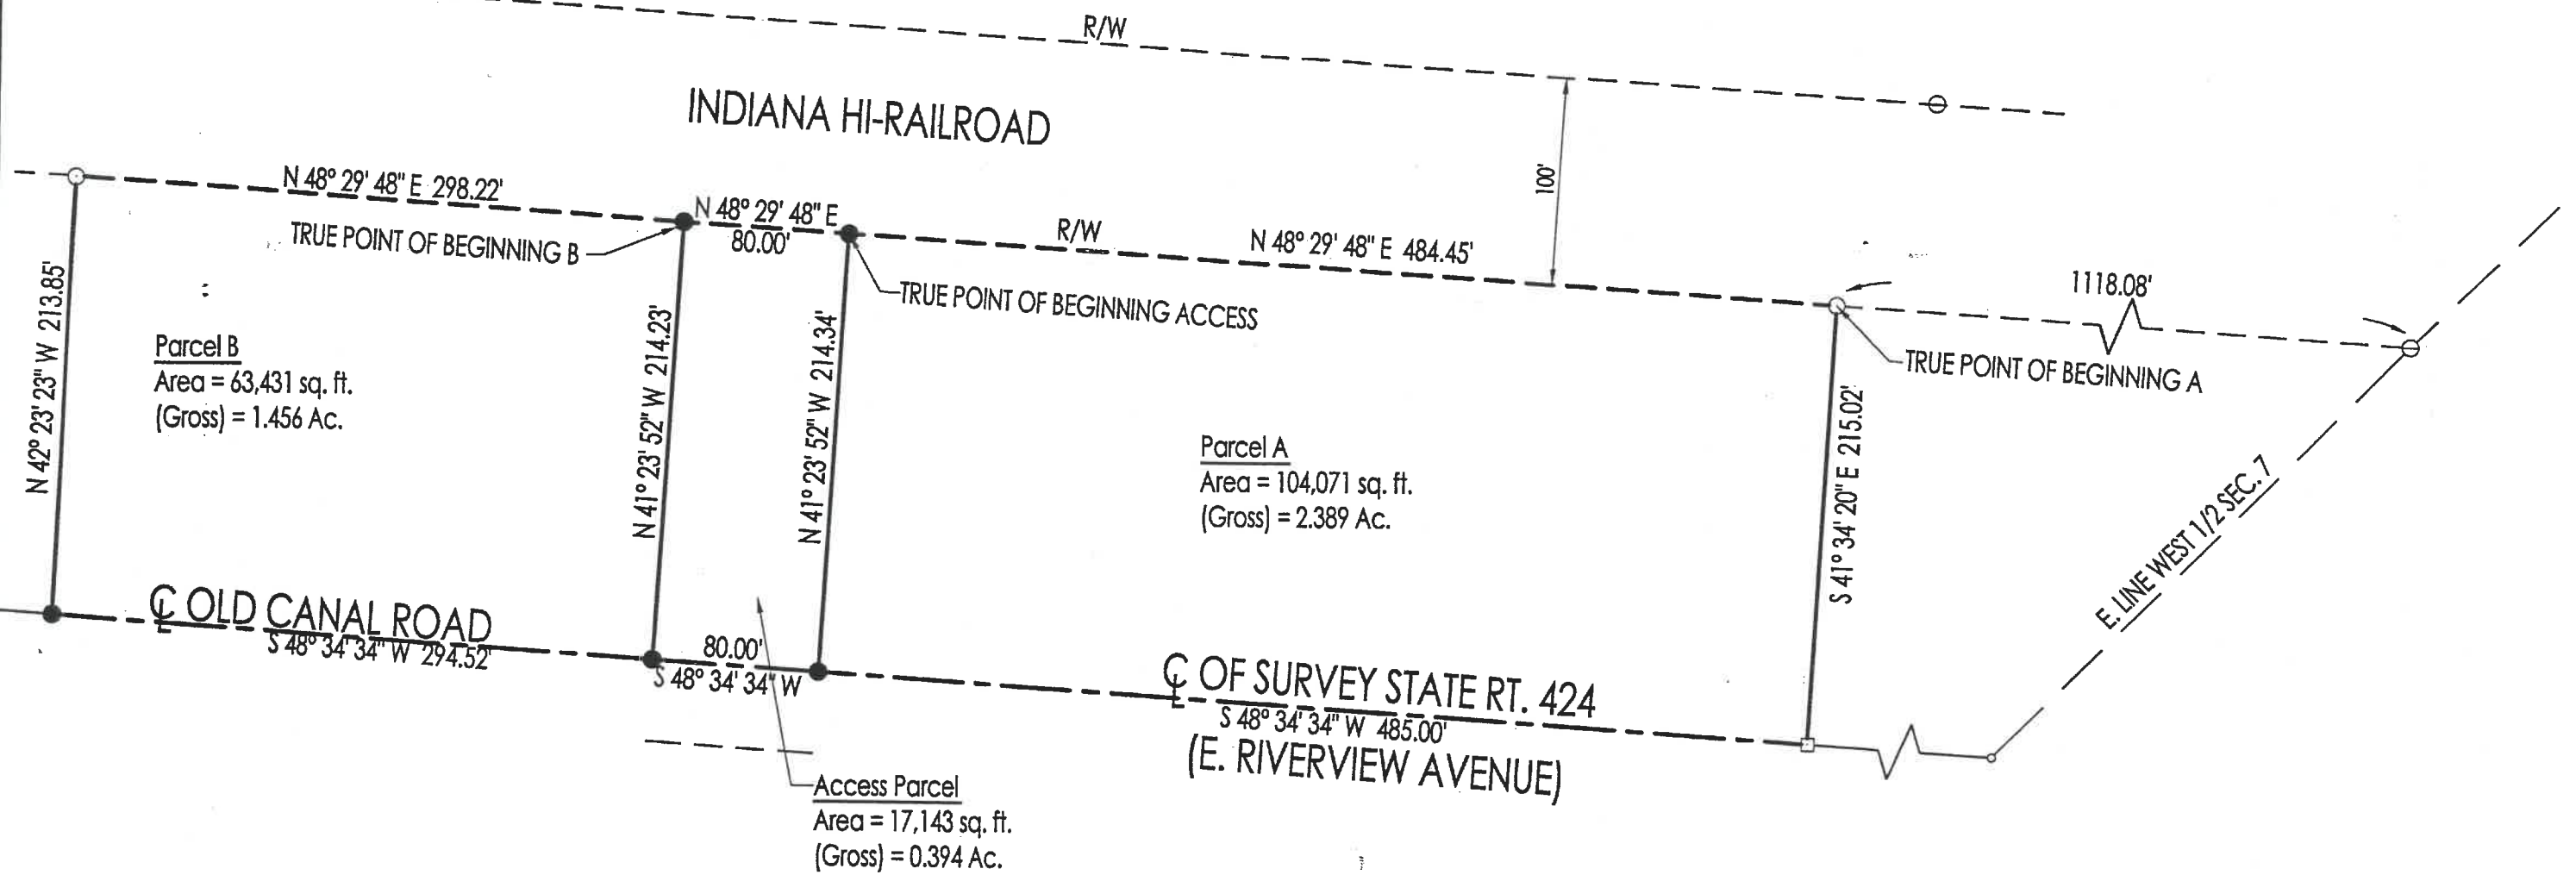 R/W
INDIANA HI-RAILROAD
100'
N 48° 29' 48" E 298.22'
N 48° 29' 48" E
80.00'
R/W
N 48° 29' 48" E 484.45'
1118.08'
TRUE POINT OF BEGINNING B
TRUE POINT OF BEGINNING ACCESS
TRUE POINT OF BEGINNING A
N 42° 23' 23" W 213.85'
Parcel B
Area = 63,431 sq. ft.
(Gross) = 1.456 Ac.
N 41° 23' 52" W 214.23'
N 41° 23' 52" W 214.34'
Parcel A
Area = 104,071 sq. ft.
(Gross) = 2.389 Ac.
S 41° 34' 20" E 215.02'
E. LINE WEST 1/2 SEC. 7
℄ OLD CANAL ROAD
S 48° 34' 34" W 294.52'
80.00'
S 48° 34' 34" W
℄ OF SURVEY STATE RT. 424
S 48° 34' 34" W 485.00'
(E. RIVERVIEW AVENUE)
Access Parcel
Area = 17,143 sq. ft.
(Gross) = 0.394 Ac.